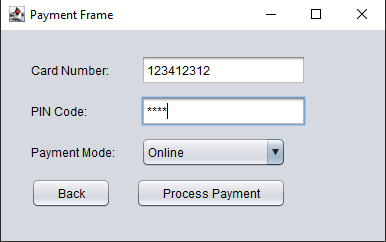 Payment Frame
Card Number: 123412312
PIN Code: ****
Payment Mode: Online
Back Process Payment